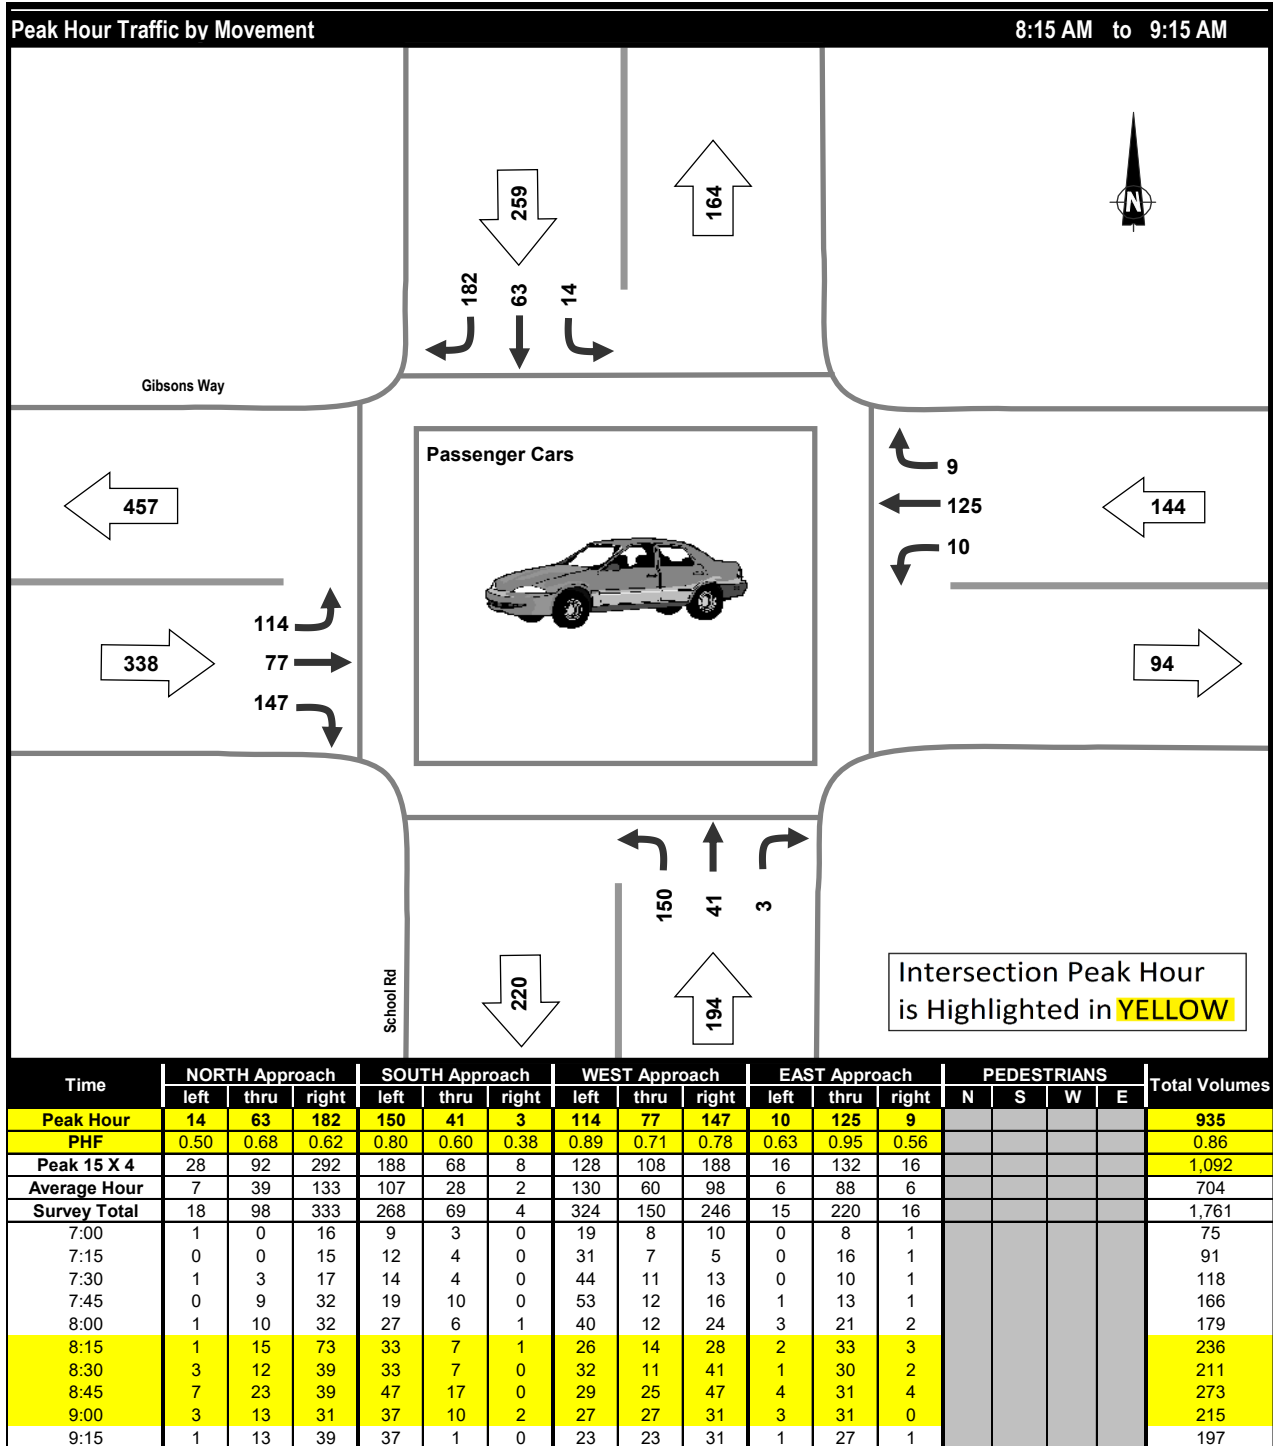 Peak Hour Traffic by Movement 8:15 AM to 9:15 AM
259
164
N
182 63 14
Gibsons Way
Passenger Cars
9
457
125
144
10
114
338
77
94
147
150 41 3
School Rd
220
194
Intersection Peak Hour
is Highlighted in YELLOW
Time NORTH Approach SOUTH Approach WEST Approach EAST Approach PEDESTRIANS Total Volumes
left thru right left thru right left thru right left thru right N S W E
Peak Hour 14 63 182 150 41 3 114 77 147 10 125 9 935
PHF 0.50 0.68 0.62 0.80 0.60 0.38 0.89 0.71 0.78 0.63 0.95 0.56 0.86
Peak 15 X 4 28 92 292 188 68 8 128 108 188 16 132 16 1,092
Average Hour 7 39 133 107 28 2 130 60 98 6 88 6 704
Survey Total 18 98 333 268 69 4 324 150 246 15 220 16 1,761
7:00 1 0 16 9 3 0 19 8 10 0 8 1 75
7:15 0 0 15 12 4 0 31 7 5 0 16 1 91
7:30 1 3 17 14 4 0 44 11 13 0 10 1 118
7:45 0 9 32 19 10 0 53 12 16 1 13 1 166
8:00 1 10 32 27 6 1 40 12 24 3 21 2 179
8:15 1 15 73 33 7 1 26 14 28 2 33 3 236
8:30 3 12 39 33 7 0 32 11 41 1 30 2 211
8:45 7 23 39 47 17 0 29 25 47 4 31 4 273
9:00 3 13 31 37 10 2 27 27 31 3 31 0 215
9:15 1 13 39 37 1 0 23 23 31 1 27 1 197